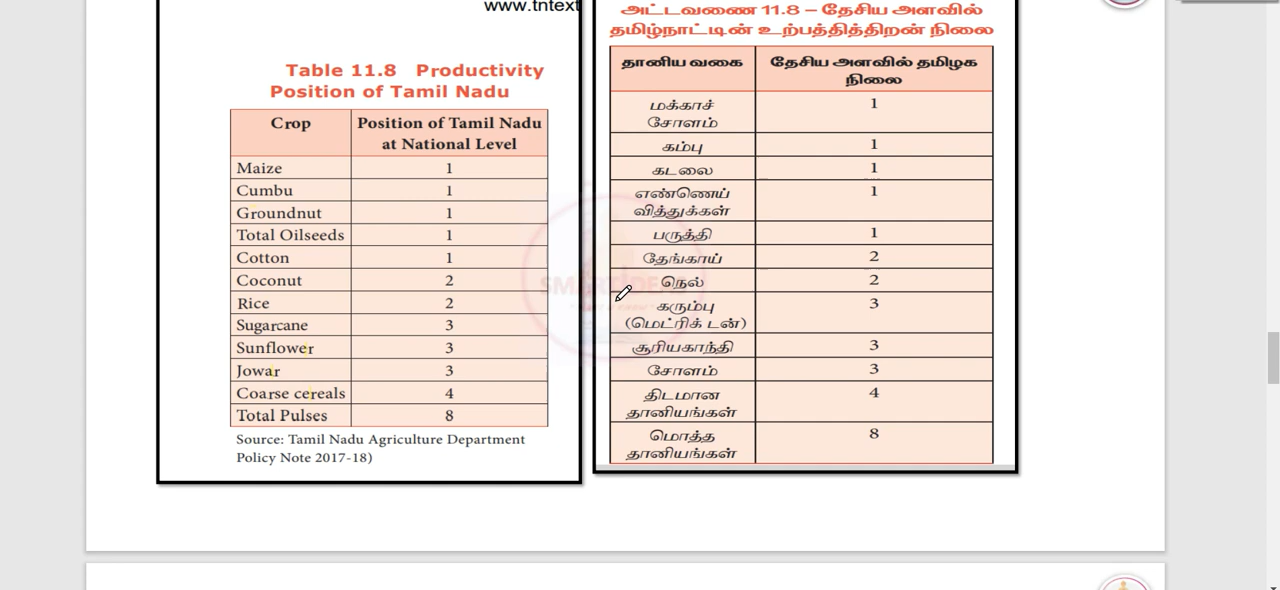 www.tntext
Table 11.8 Productivity
Position of Tamil Nadu
Crop Position of Tamil Nadu
at National Level
Maize 1
Cumbu 1
Groundnut 1
Total Oilseeds 1
Cotton 1
Coconut 2
Rice 2
Sugarcane 3
Sunflower 3
Jowar 3
Coarse cereals 4
Total Pulses 8
Source: Tamil Nadu Agriculture Department
Policy Note 2017-18)
அட்டவணை 11.8 – தேசிய அளவில்
தமிழ்நாட்டின் உற்பத்தித்திறன் நிலை
தானிய வகை தேசிய அளவில் தமிழக
நிலை
மக்காச் 1
சோளம்
கம்பு 1
கடலை 1
எண்ணெய் 1
வித்துக்கள்
பருத்தி 1
தேங்காய் 2
நெல் 2
கரும்பு 3
(மெட்ரிக் டன்)
சூரியகாந்தி 3
சோளம் 3
திடமான 4
தானியங்கள்
மொத்த 8
தானியங்கள்